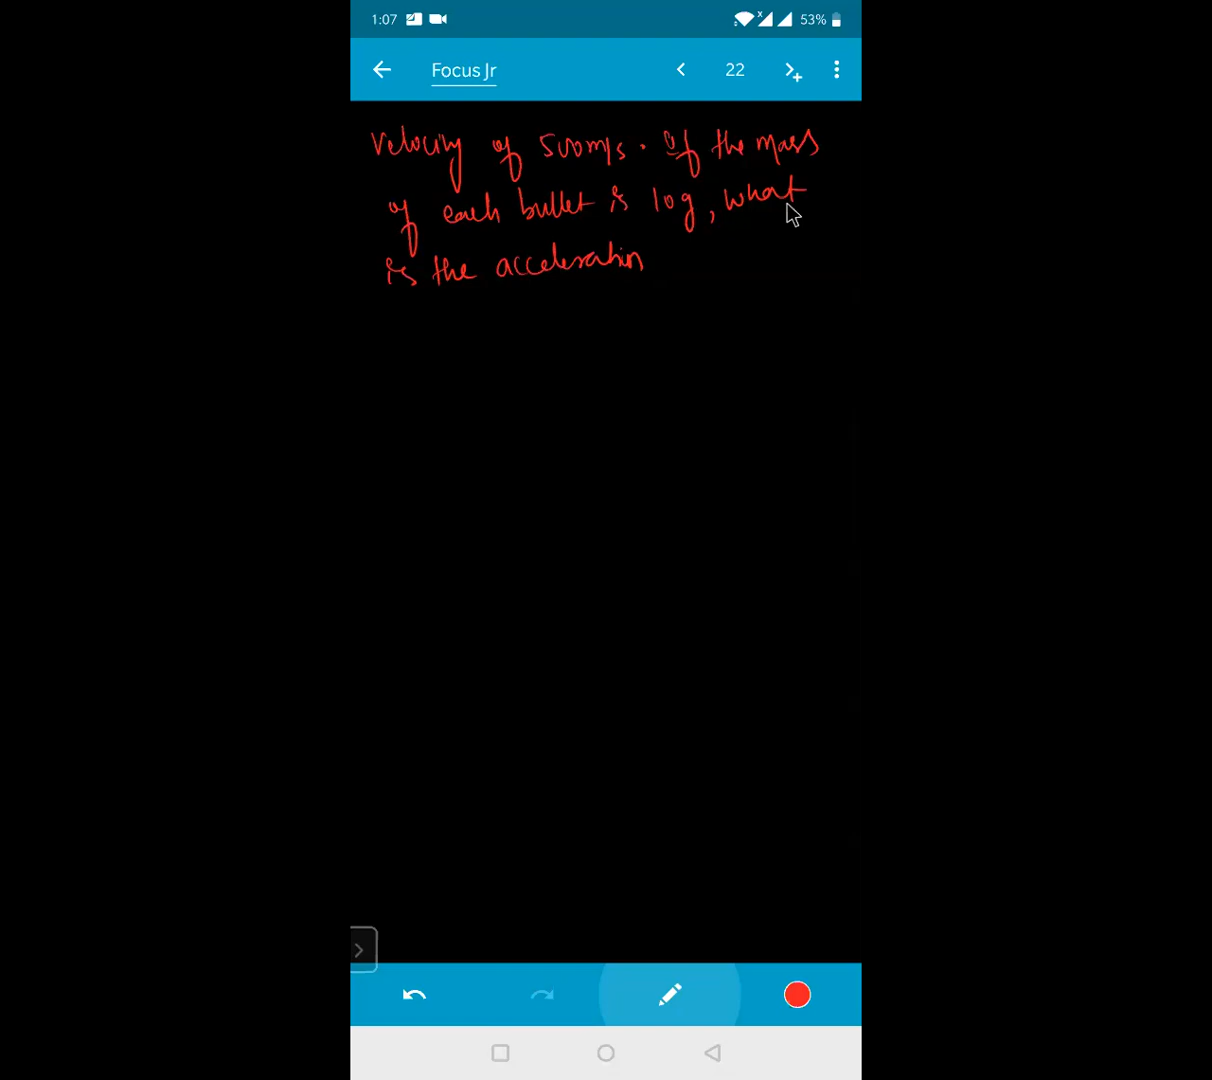 1:07 53%
Focus Jr 22
Velocity of 500m/s. If the mass
of each bullet is 10g, what
is the acceleration